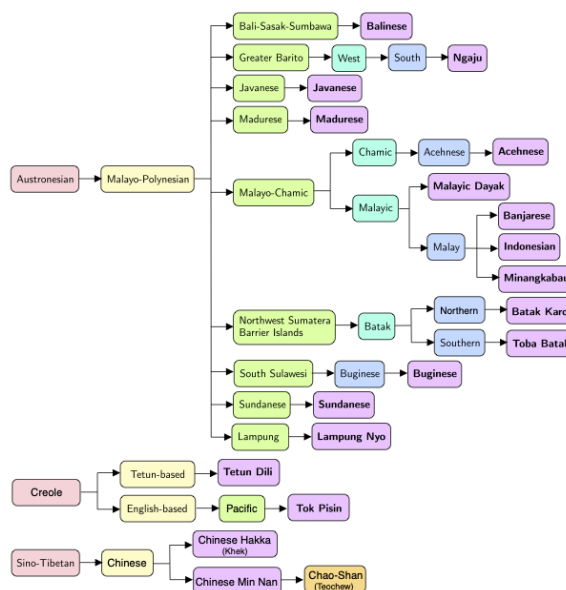 Bali-Sasak-Sumbawa
Balinese
Greater Barito
West
South
Ngaju
Javanese
Javanese
Madurese
Madurese
Austronesian
Malayo-Polynesian
Malayo-Chamic
Chamic
Acehnese
Acehnese
Malayic
Malayic Dayak
Malay
Banjarese
Indonesian
Minangkabau
Northwest Sumatera
Barrier Islands
Batak
Northern
Batak Karo
Southern
Toba Batak
South Sulawesi
Buginese
Buginese
Sundanese
Sundanese
Lampung
Lampung Nyo
Creole
Tetun-based
Tetun Dili
English-based
Pacific
Tok Pisin
Sino-Tibetan
Chinese
Chinese Hakka
(Khek)
Chinese Min Nan
Chao-Shan
(Teochew)